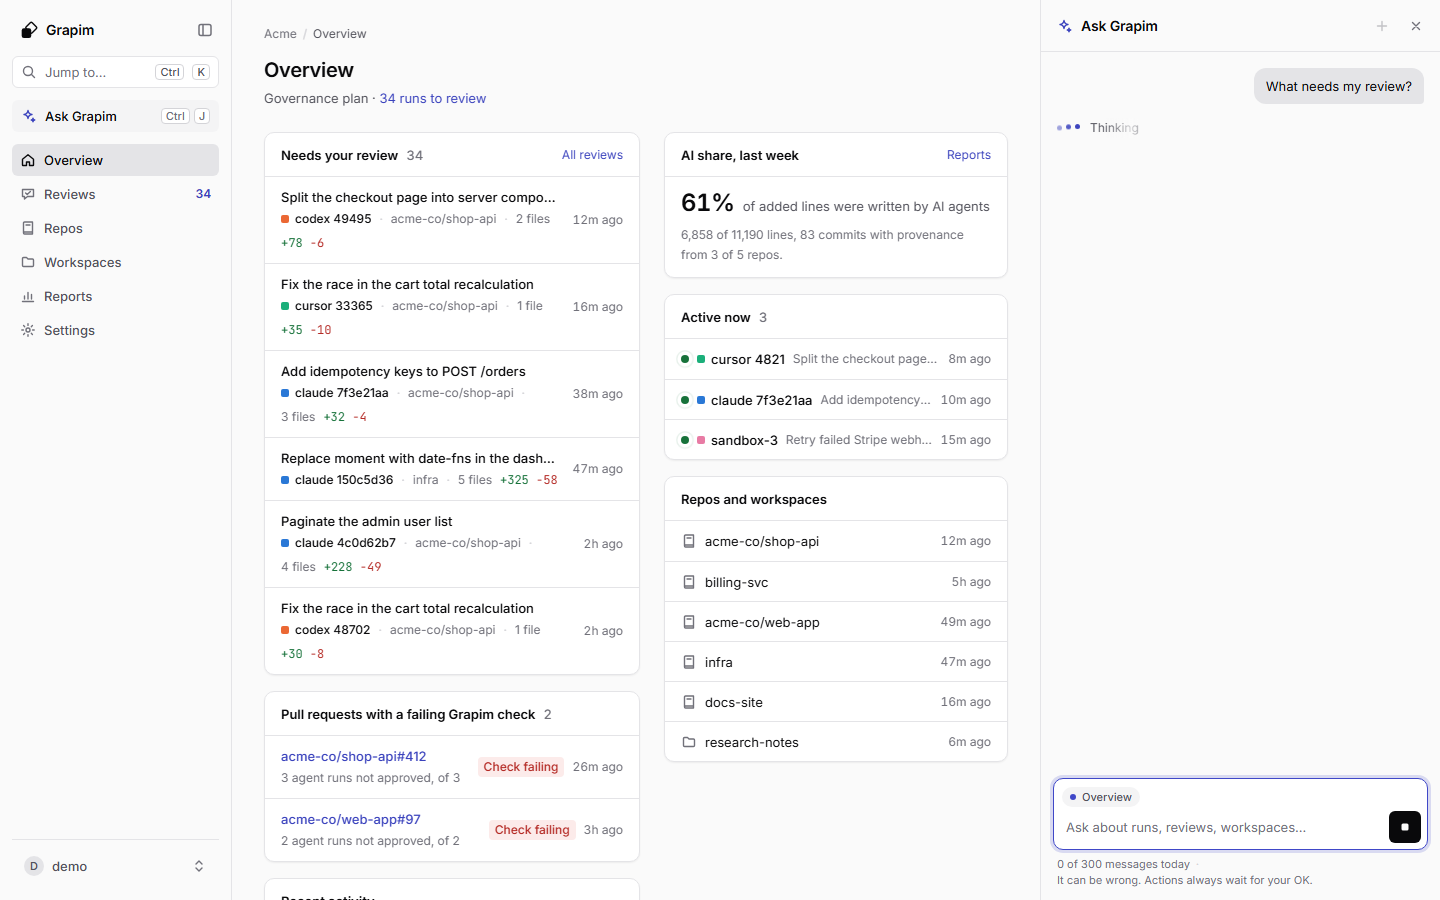 Grapim
Jump to...
Ctrl K
Ask Grapim
Ctrl J
Overview
Reviews
34
Repos
Workspaces
Reports
Settings
D
demo
Acme / Overview
Overview
Governance plan · 34 runs to review
Needs your review 34
All reviews
Split the checkout page into server compo...
codex 49495 · acme-co/shop-api · 2 files
+78 -6
12m ago
Fix the race in the cart total recalculation
cursor 33365 · acme-co/shop-api · 1 file
+35 -10
16m ago
Add idempotency keys to POST /orders
claude 7f3e21aa · acme-co/shop-api ·
3 files +32 -4
38m ago
Replace moment with date-fns in the dash...
claude 150c5d36 · infra · 5 files +325 -58
47m ago
Paginate the admin user list
claude 4c0d62b7 · acme-co/shop-api ·
4 files +228 -49
2h ago
Fix the race in the cart total recalculation
codex 48702 · acme-co/shop-api · 1 file
+30 -8
2h ago
Pull requests with a failing Grapim check 2
acme-co/shop-api#412
3 agent runs not approved, of 3
Check failing
26m ago
acme-co/web-app#97
2 agent runs not approved, of 2
Check failing
3h ago
Recent activity
AI share, last week
Reports
61% of added lines were written by AI agents
6,858 of 11,190 lines, 83 commits with provenance
from 3 of 5 repos.
Active now 3
cursor 4821 Split the checkout page... 8m ago
claude 7f3e21aa Add idempotency... 10m ago
sandbox-3 Retry failed Stripe webh... 15m ago
Repos and workspaces
acme-co/shop-api 12m ago
billing-svc 5h ago
acme-co/web-app 49m ago
infra 47m ago
docs-site 16m ago
research-notes 6m ago
Ask Grapim
What needs my review?
Thinking
Overview
Ask about runs, reviews, workspaces...
0 of 300 messages today ·
It can be wrong. Actions always wait for your OK.